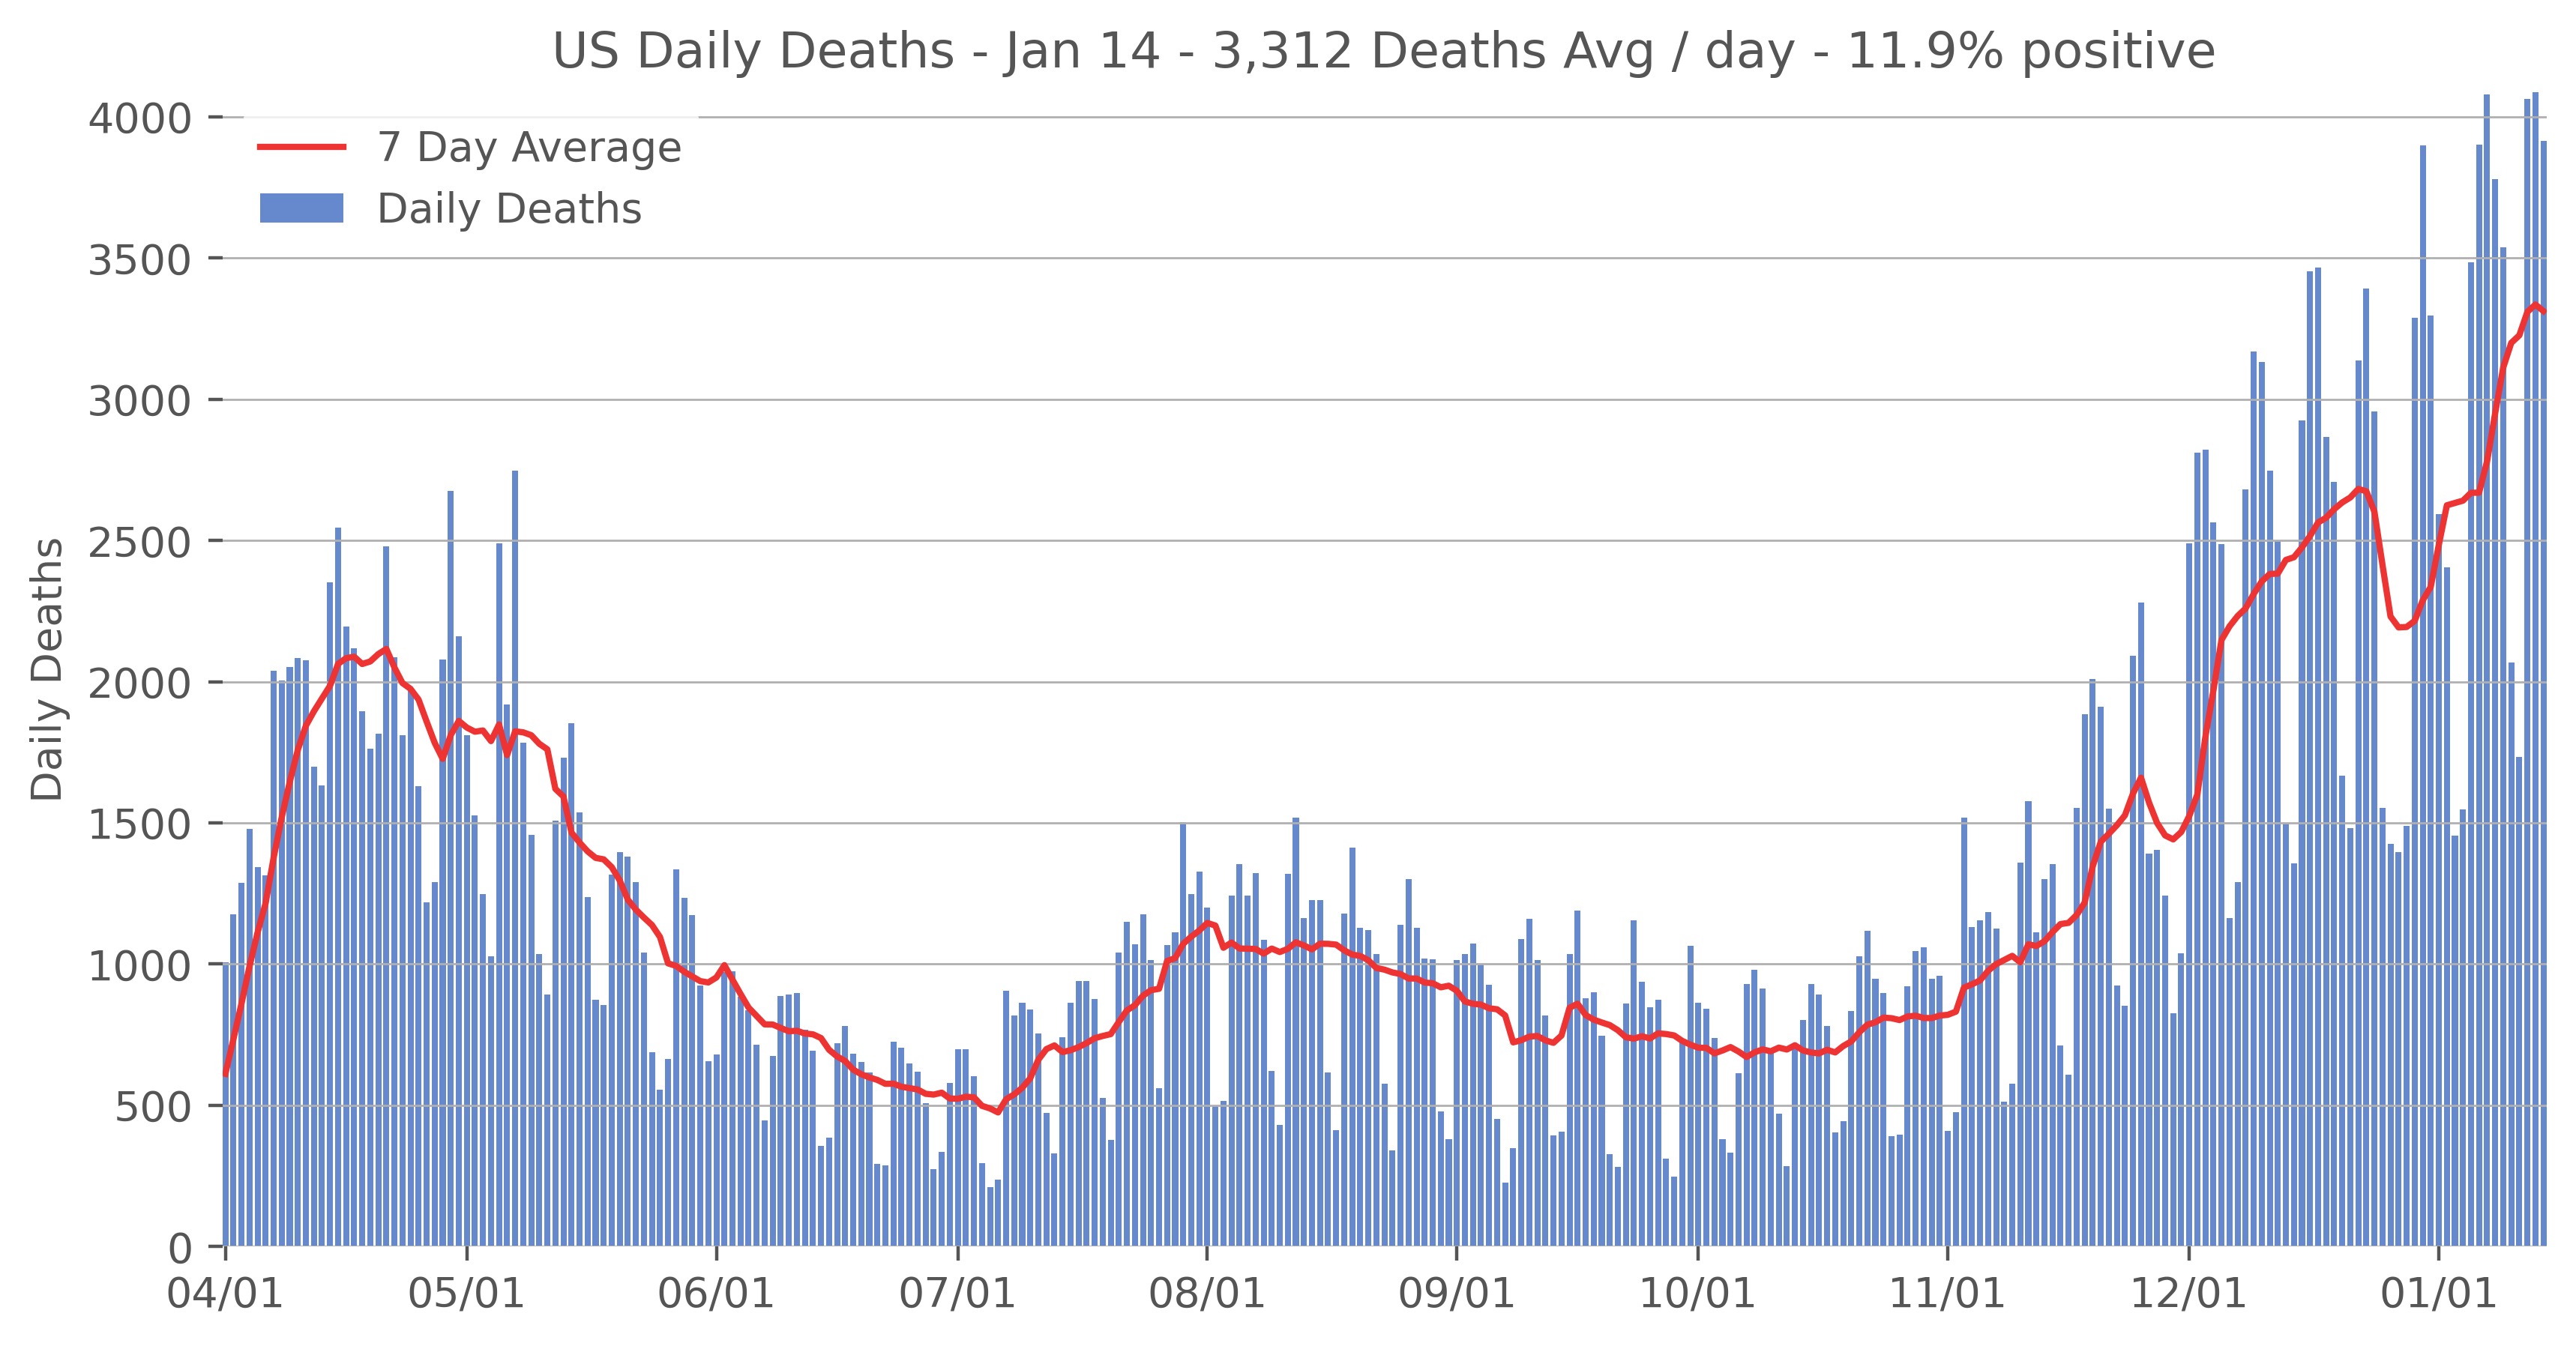 US Daily Deaths - Jan 14 - 3,312 Deaths Avg / day - 11.9% positive
4000
7 Day Average
Daily Deaths
3500
3000
2500
Daily Deaths
2000
1500
1000
500
0
04/01 05/01 06/01 07/01 08/01 09/01 10/01 11/01 12/01 01/01